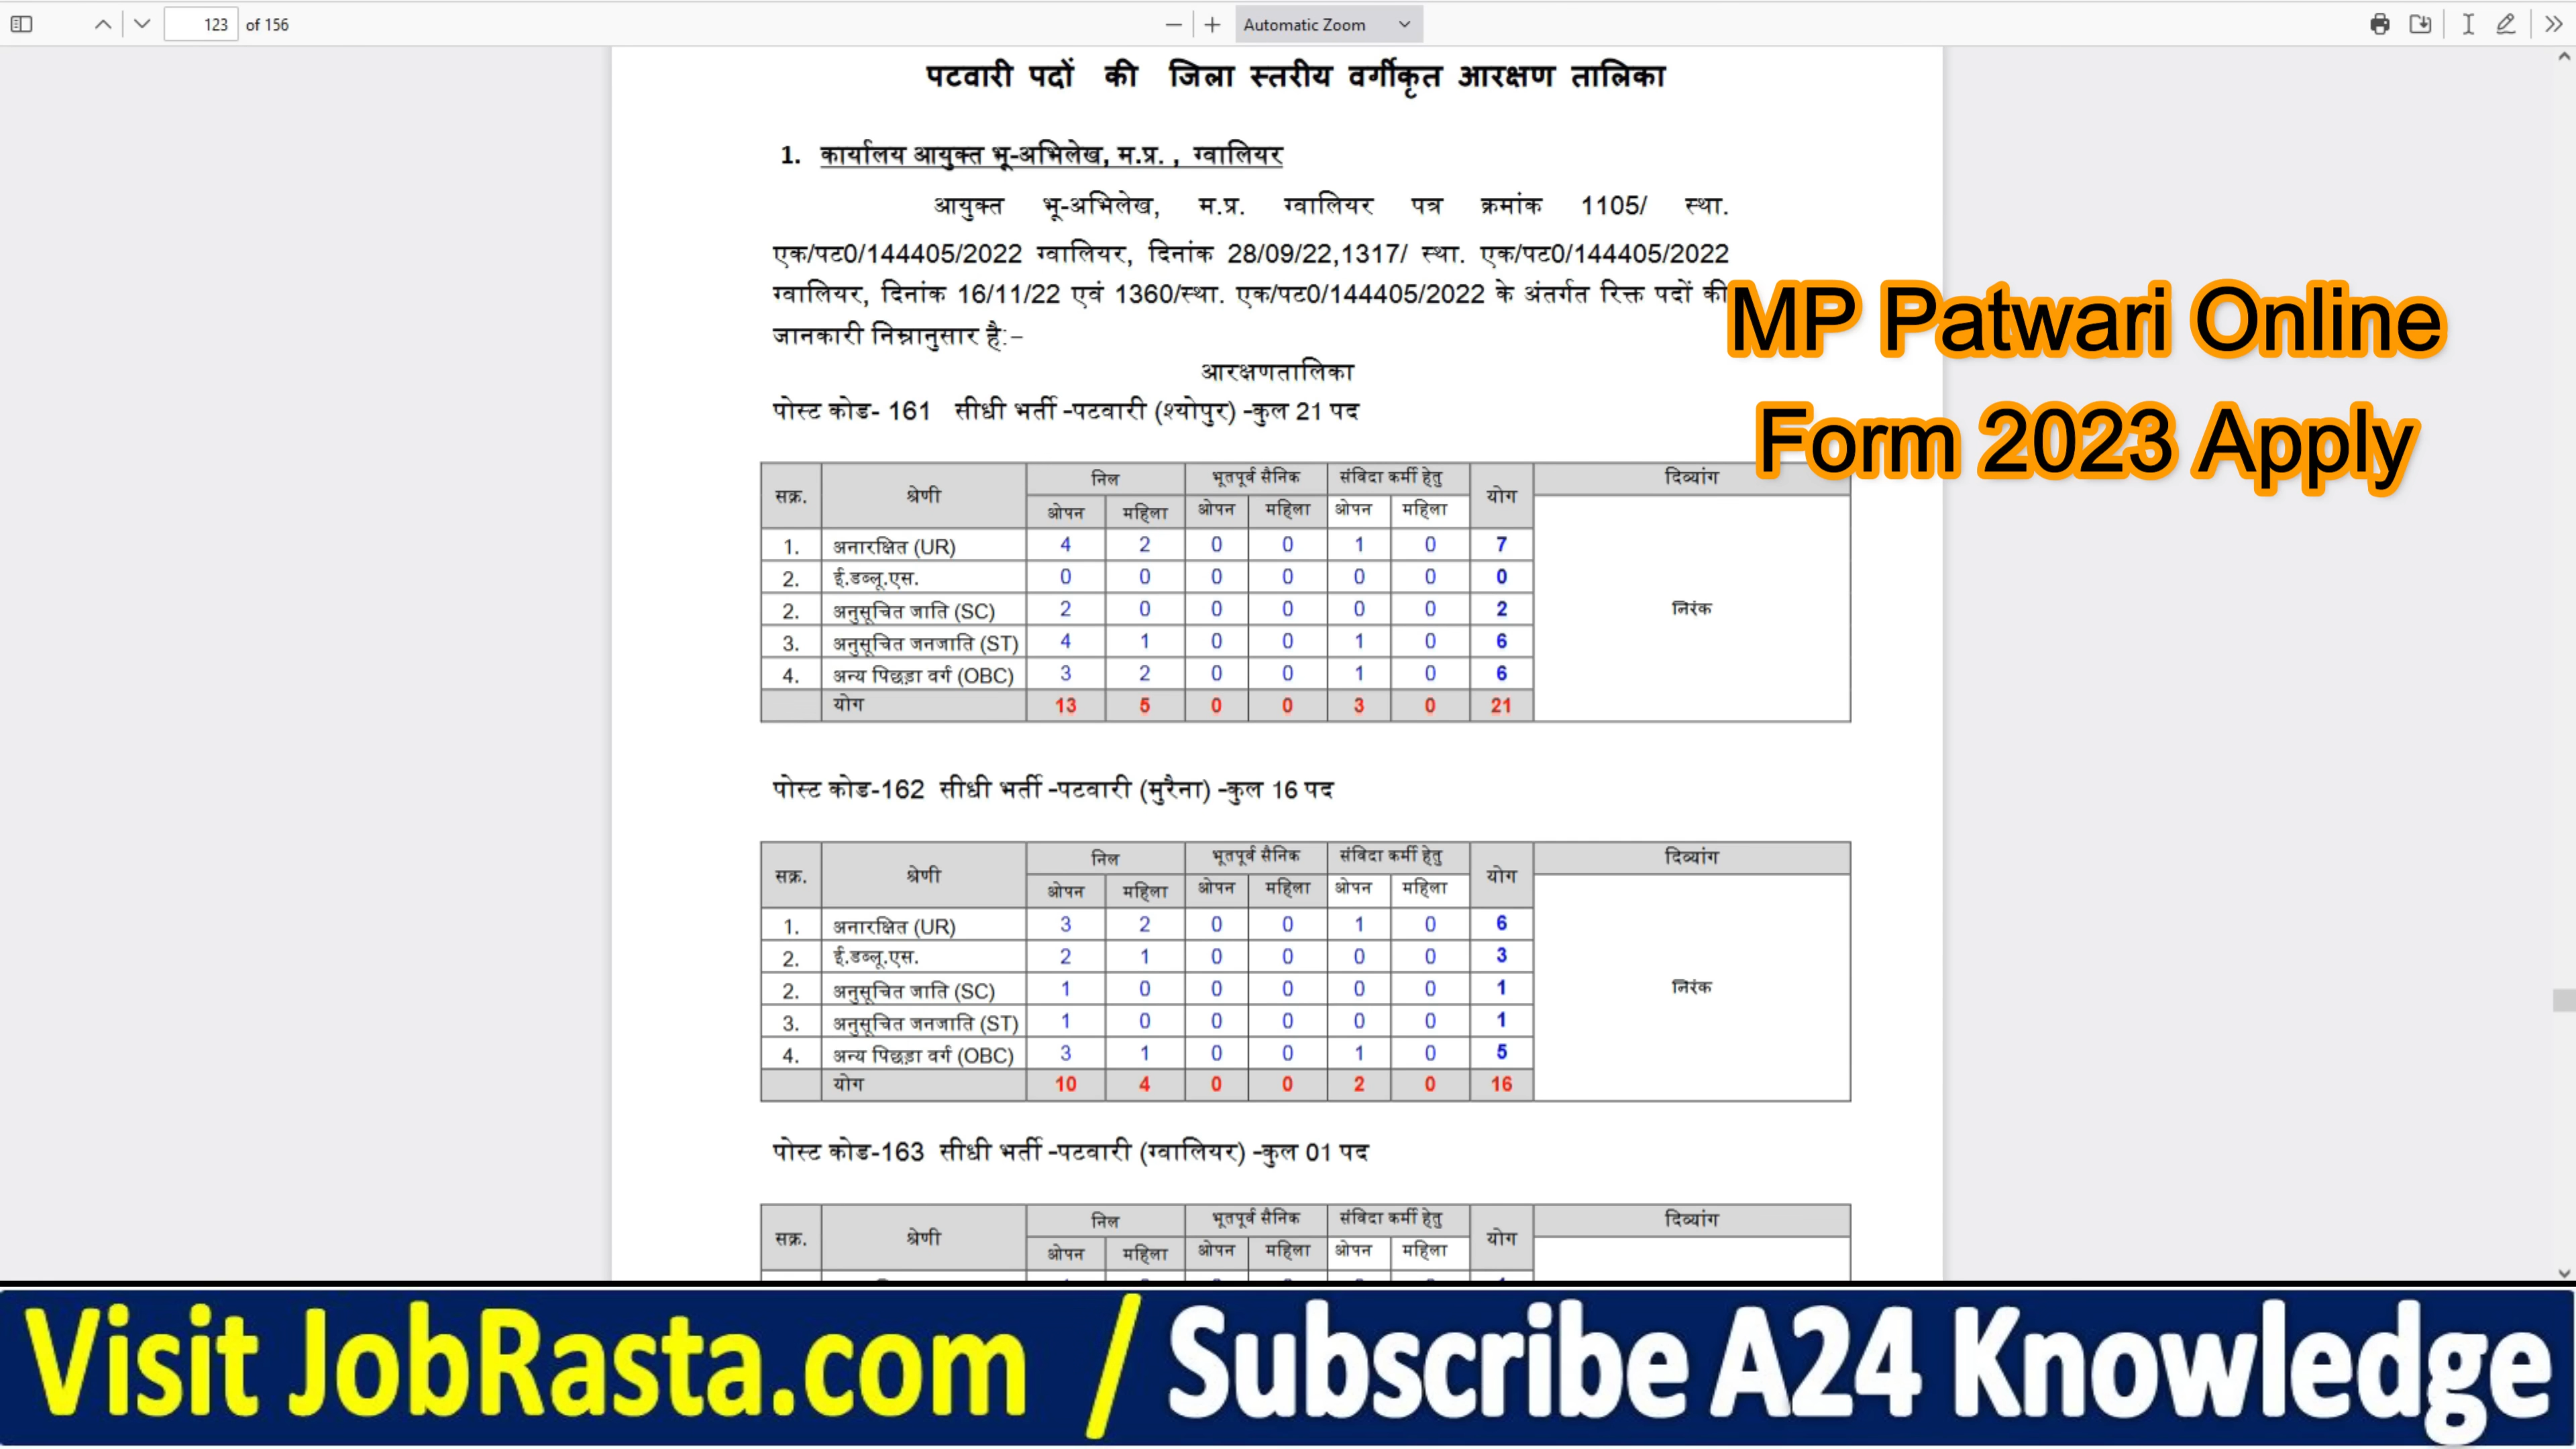 123 of 156 Automatic Zoom
पटवारी पदों की जिला स्तरीय वर्गीकृत आरक्षण तालिका
1. कार्यालय आयुक्त भू-अभिलेख, म.प्र. , ग्वालियर
आयुक्त भू-अभिलेख, म.प्र. ग्वालियर पत्र क्रमांक 1105/ स्था.
एक/पट0/144405/2022 ग्वालियर, दिनांक 28/09/22,1317/ स्था. एक/पट0/144405/2022
ग्वालियर, दिनांक 16/11/22 एवं 1360/स्था. एक/पट0/144405/2022 के अंतर्गत रिक्त पदों की
जानकारी निम्नानुसार है:–
MP Patwari Online
Form 2023 Apply
आरक्षणतालिका
पोस्ट कोड- 161 सीधी भर्ती -पटवारी (श्योपुर) -कुल 21 पद
सक्र. श्रेणी निल भूतपूर्व सैनिक संविदा कर्मी हेतु योग दिव्यांग
ओपन महिला ओपन महिला ओपन महिला
1. अनारक्षित (UR) 4 2 0 0 1 0 7
2. ई.डब्लू.एस. 0 0 0 0 0 0 0
2. अनुसूचित जाति (SC) 2 0 0 0 0 0 2 निरंक
3. अनुसूचित जनजाति (ST) 4 1 0 0 1 0 6
4. अन्य पिछड़ा वर्ग (OBC) 3 2 0 0 1 0 6
योग 13 5 0 0 3 0 21
पोस्ट कोड-162 सीधी भर्ती -पटवारी (मुरैना) -कुल 16 पद
सक्र. श्रेणी निल भूतपूर्व सैनिक संविदा कर्मी हेतु योग दिव्यांग
ओपन महिला ओपन महिला ओपन महिला
1. अनारक्षित (UR) 3 2 0 0 1 0 6
2. ई.डब्लू.एस. 2 1 0 0 0 0 3
2. अनुसूचित जाति (SC) 1 0 0 0 0 0 1 निरंक
3. अनुसूचित जनजाति (ST) 1 0 0 0 0 0 1
4. अन्य पिछड़ा वर्ग (OBC) 3 1 0 0 1 0 5
योग 10 4 0 0 2 0 16
पोस्ट कोड-163 सीधी भर्ती -पटवारी (ग्वालियर) -कुल 01 पद
सक्र. श्रेणी निल भूतपूर्व सैनिक संविदा कर्मी हेतु योग दिव्यांग
ओपन महिला ओपन महिला ओपन महिला
Visit JobRasta.com / Subscribe A24 Knowledge